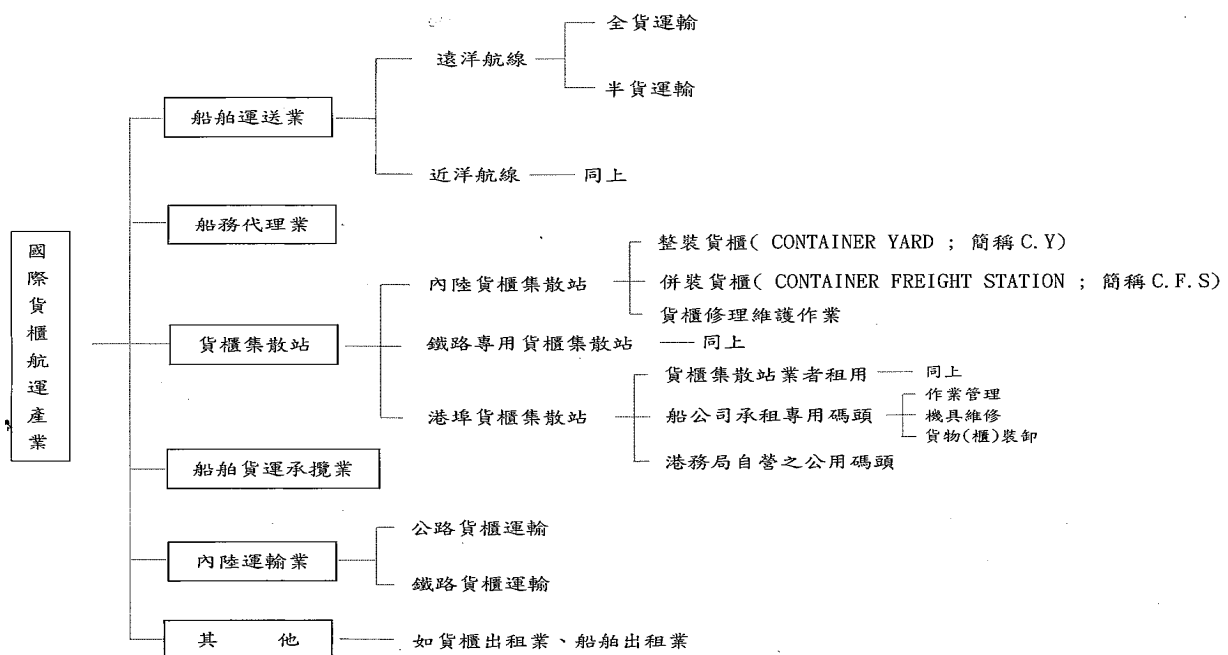 國際貨櫃航運產業
船舶運送業
遠洋航線
全貨運輸
半貨運輸
近洋航線
同上
船務代理業
貨櫃集散站
內陸貨櫃集散站
整裝貨櫃( CONTAINER YARD ; 簡稱C.Y)
併裝貨櫃( CONTAINER FREIGHT STATION ; 簡稱C.F.S)
貨櫃修理維護作業
鐵路專用貨櫃集散站
同上
港埠貨櫃集散站
貨櫃集散站業者租用
同上
船公司承租專用碼頭
作業管理
機具維修
貨物(櫃)裝卸
港務局自營之公用碼頭
船舶貨運承攬業
內陸運輸業
公路貨櫃運輸
鐵路貨櫃運輸
其 他
如貨櫃出租業、船舶出租業